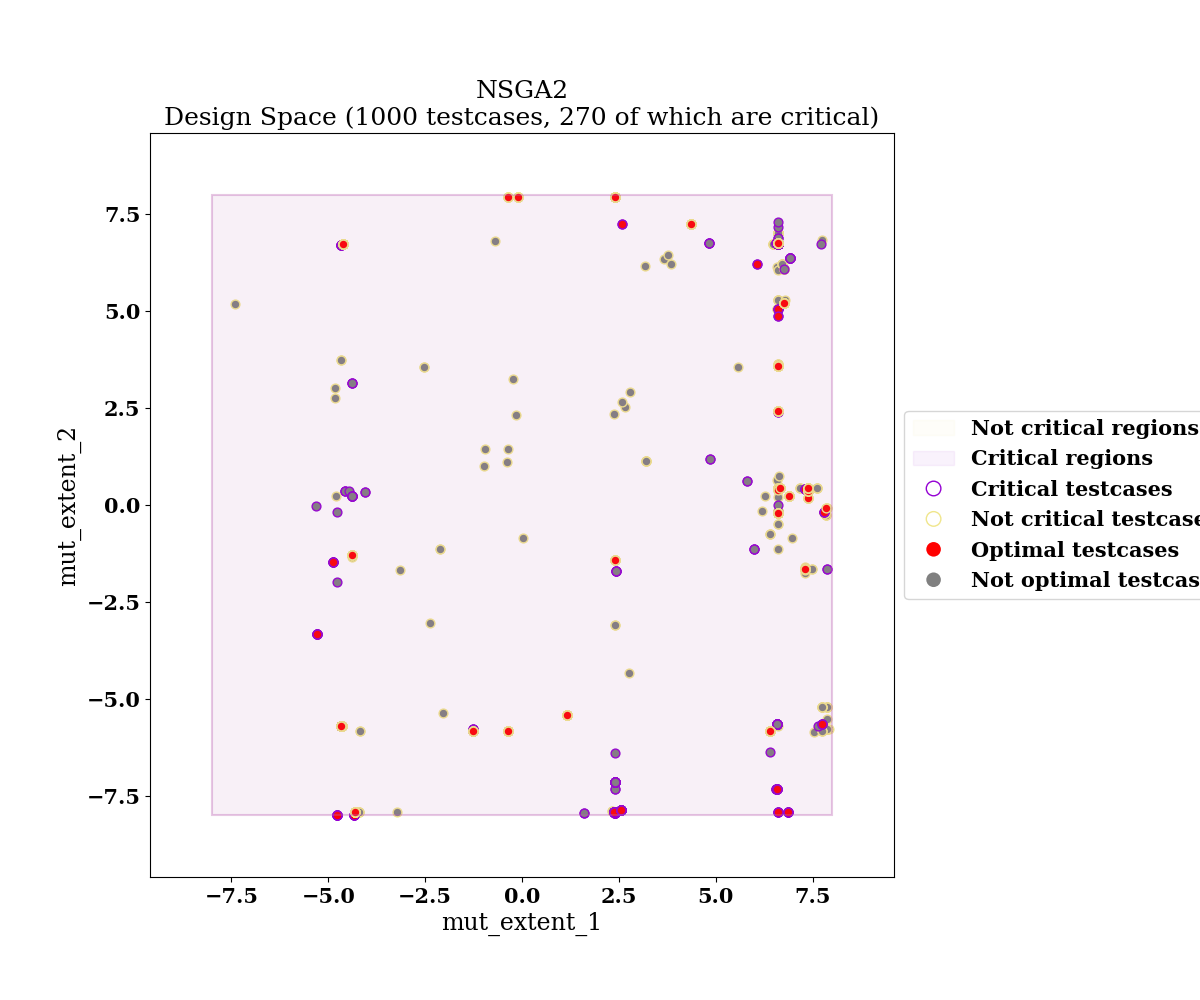 NSGA2
Design Space (1000 testcases, 270 of which are critical)
7.5
5.0
2.5
0.0
−2.5
−5.0
−7.5
mut_extent_2
−7.5
−5.0
−2.5
0.0
2.5
5.0
7.5
mut_extent_1
Not critical regions
Critical regions
Critical testcases
Not critical testcase
Optimal testcases
Not optimal testcas